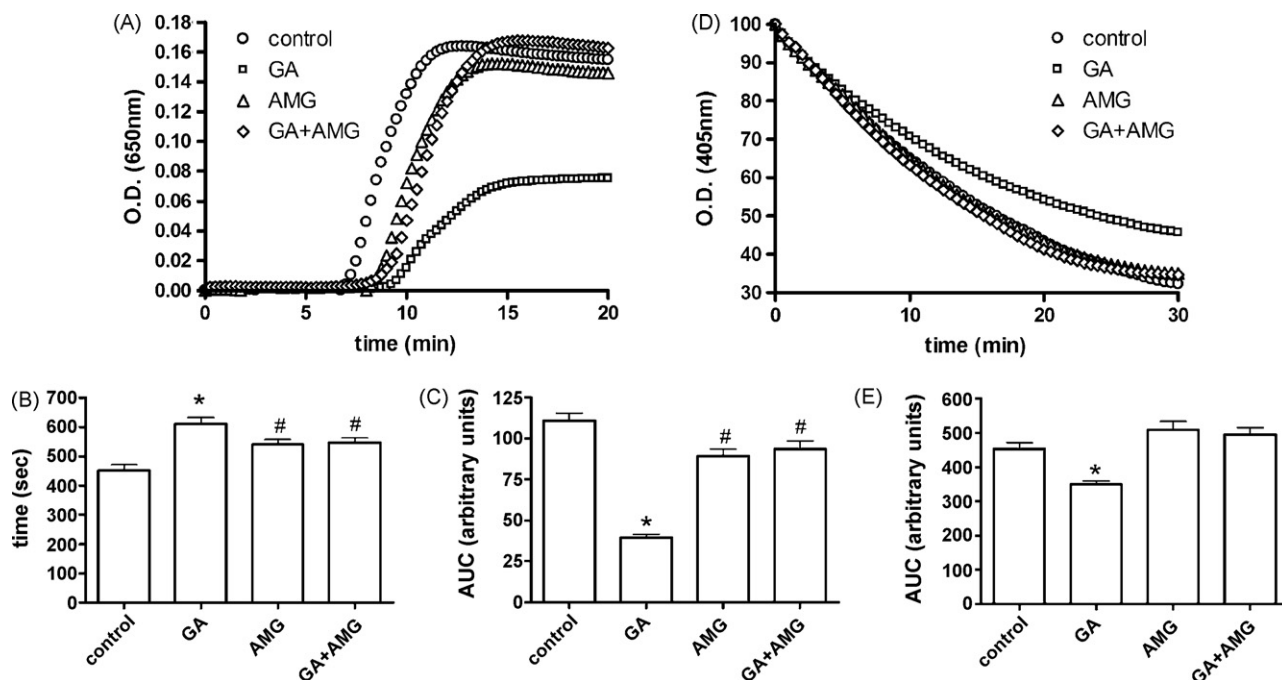 (A)
0.18
0.16
0.14
0.12
0.10
0.08
0.06
0.04
0.02
0.00
O.D. (650nm)
control
GA
AMG
GA+AMG
0 5 10 15 20
time (min)
(D)
100
90
80
70
60
50
40
30
O.D. (405nm)
control
GA
AMG
GA+AMG
0 10 20 30
time (min)
(B)
700
600
500
400
300
200
100
0
time (sec)
* # #
control GA AMG GA+AMG
(C)
125
100
75
50
25
0
AUC (arbitrary units)
* # #
control GA AMG GA+AMG
(E)
600
500
400
300
200
100
0
AUC (arbitrary units)
*
control GA AMG GA+AMG